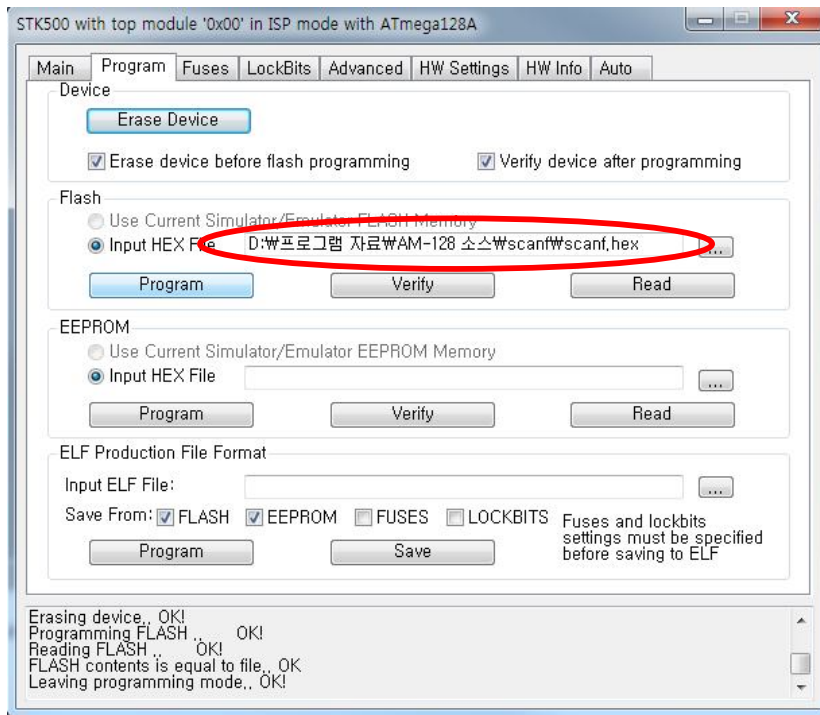 STK500 with top module '0x00' in ISP mode with ATmega128A
Main Program Fuses LockBits Advanced HW Settings HW Info Auto
Device
Erase Device
Erase device before flash programming Verify device after programming
Flash
Use Current Simulator/Emulator FLASH Memory
Input HEX File D:₩프로그램 자료₩AM-128 소스₩scanf₩scanf.hex ...
Program Verify Read
EEPROM
Use Current Simulator/Emulator EEPROM Memory
Input HEX File ...
Program Verify Read
ELF Production File Format
Input ELF File: ...
Save From: FLASH EEPROM FUSES LOCKBITS Fuses and lockbits
settings must be specified
Program Save before saving to ELF
Erasing device.. OK!
Programming FLASH .. OK!
Reading FLASH .. OK!
FLASH contents is equal to file.. OK
Leaving programming mode.. OK!